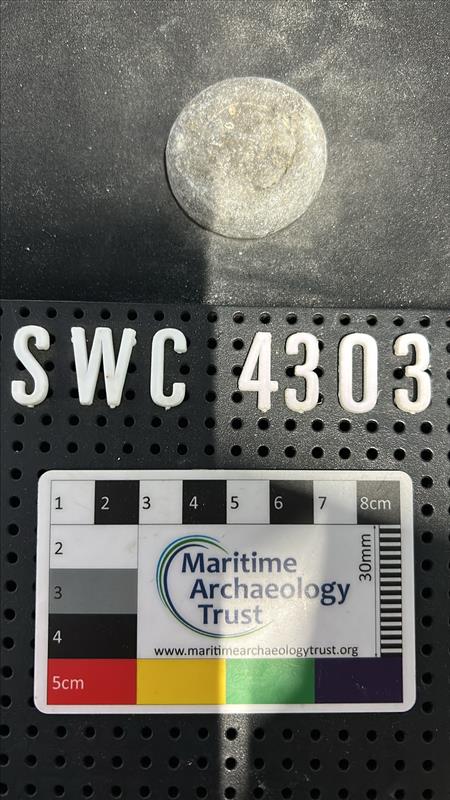 SWC 4303
1 2 3 4 5 6 7 8cm
2
3
4
5cm
30mm
Maritime
Archaeology
Trust
www.maritimearchaeologytrust.org